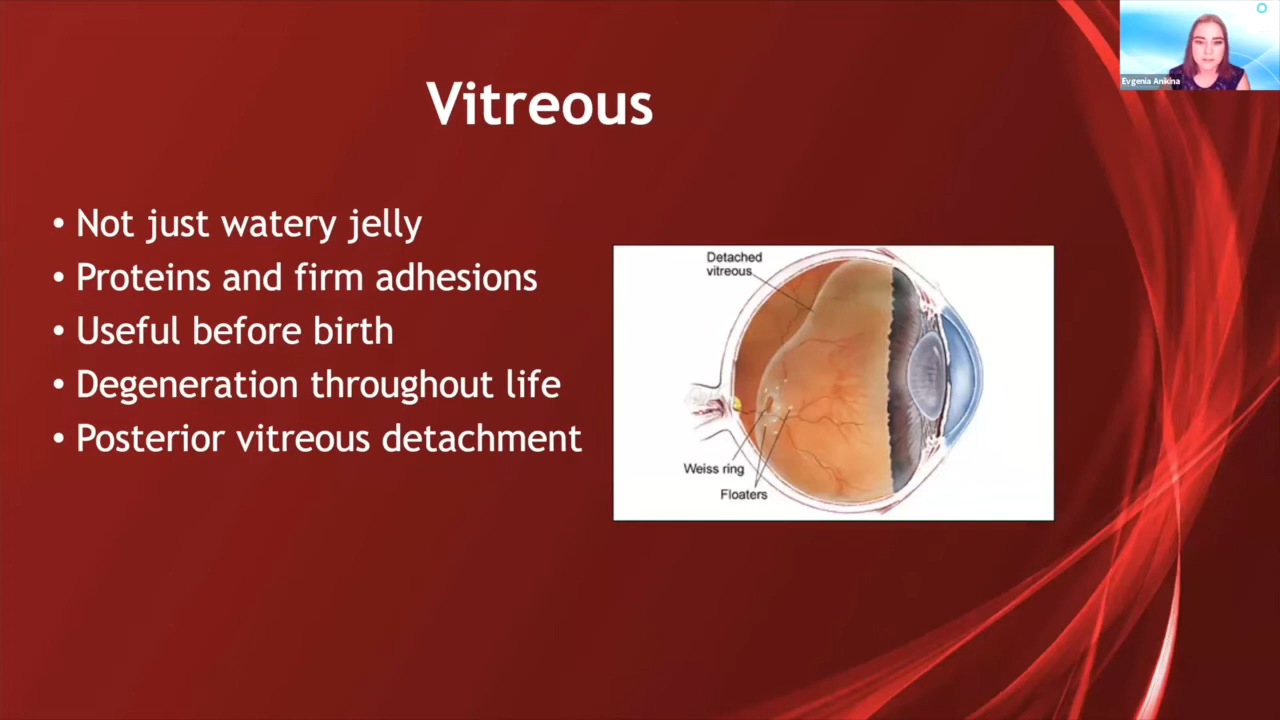 Evgenia Anikina
Vitreous
• Not just watery jelly
• Proteins and firm adhesions
• Useful before birth
• Degeneration throughout life
• Posterior vitreous detachment
Detached
vitreous
Weiss ring
Floaters